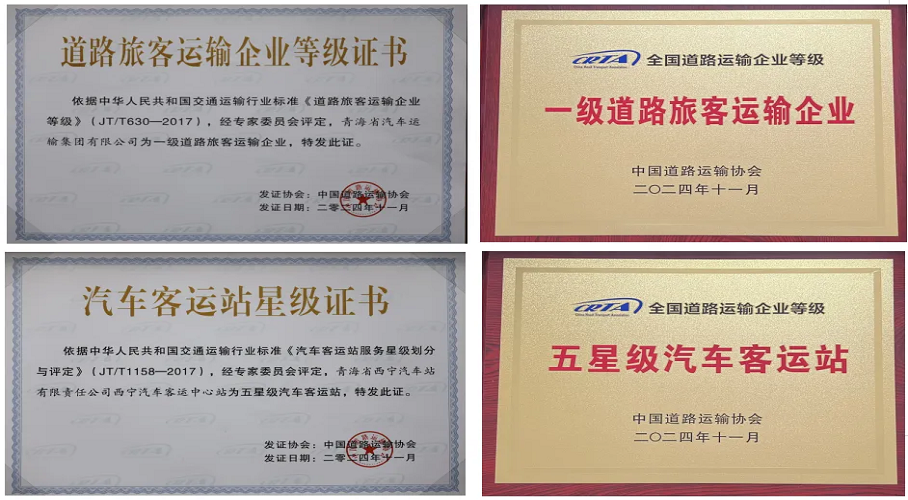 道路旅客运输企业等级证书
依据中华人民共和国交通运输行业标准《道路旅客运输企业
等级》（JT/T630—2017），经专家委员会评定，青海省汽车运
输集团有限公司为一级道路旅客运输企业，特发此证。
发证协会：中国道路运输协会
发证日期：二零二四年十一月
CRTA 全国道路运输企业等级
一级道路旅客运输企业
中国道路运输协会
二〇二四年十一月
汽车客运站星级证书
依据中华人民共和国交通运输行业标准《汽车客运站服务星级划分
与评定》（JT/T1158—2017），经专家委员会评定，青海省西宁汽车站
有限责任公司西宁汽车客运中心站为五星级汽车客运站，特发此证。
发证协会：中国道路运输协会
发证日期：二零二四年十一月
CRTA 全国道路运输企业等级
五星级汽车客运站
中国道路运输协会
二〇二四年十一月